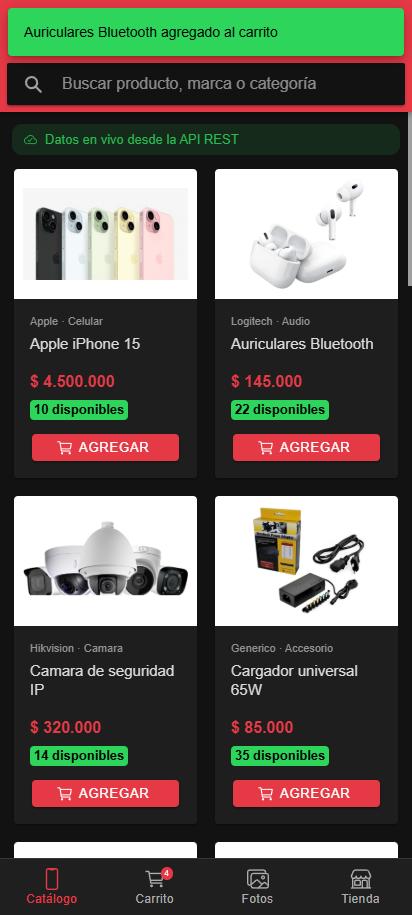 Auriculares Bluetooth agregado al carrito
Buscar producto, marca o categoría
Datos en vivo desde la API REST
Apple · Celular
Apple iPhone 15
$ 4.500.000
10 disponibles
AGREGAR
Logitech · Audio
Auriculares Bluetooth
$ 145.000
22 disponibles
AGREGAR
Hikvision · Camara
Camara de seguridad
IP
$ 320.000
14 disponibles
AGREGAR
Generico · Accesorio
Cargador universal
65W
$ 85.000
35 disponibles
AGREGAR
Catálogo
4
Carrito
Fotos
Tienda